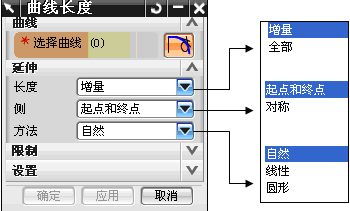 曲线长度
曲线
* 选择曲线 (0)
延伸
长度 增量
侧 起点和终点
方法 自然
限制
设置
确定 应用 取消
增量
全部
起点和终点
对称
自然
线性
圆形